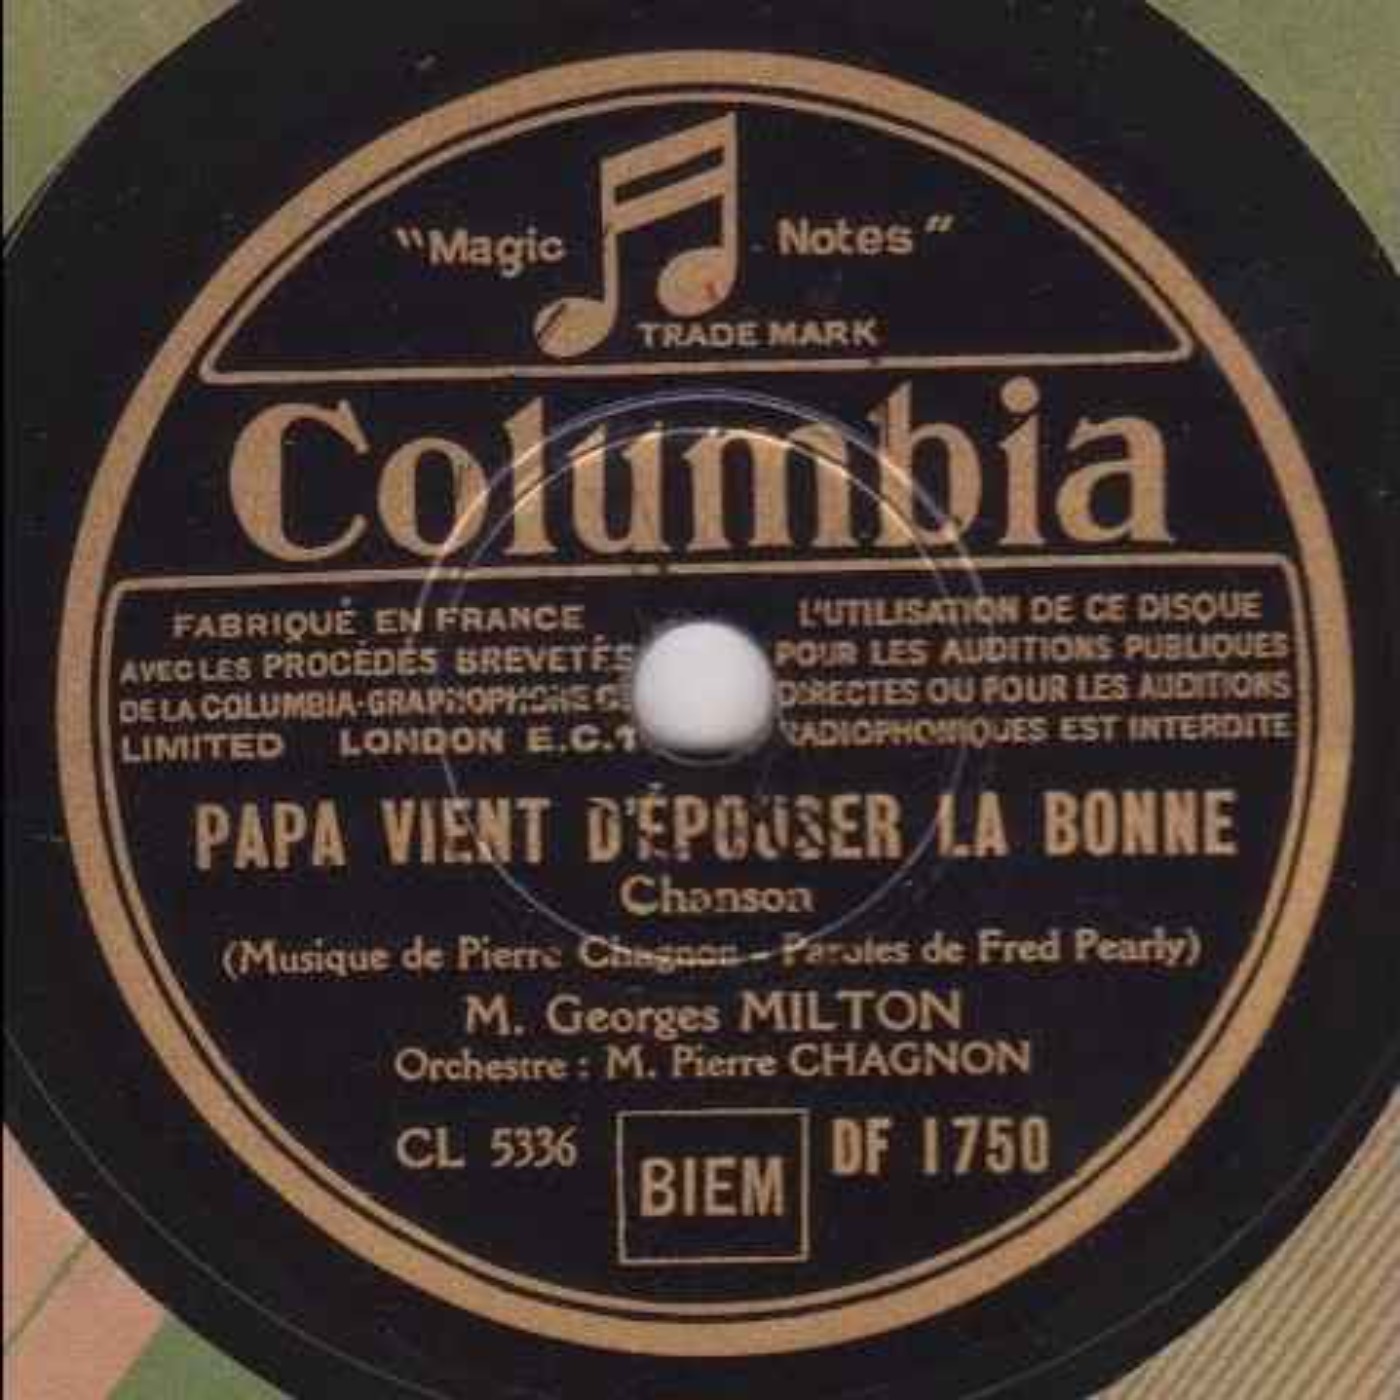 "Magic Notes"
TRADE MARK
Columbia
FABRIQUÉ EN FRANCE
AVEC LES PROCÉDÉS BREVETÉS
DE LA COLUMBIA-GRAPHOPHONE
LIMITED LONDON E.C.1
L'UTILISATION DE CE DISQUE
POUR LES AUDITIONS PUBLIQUES
DIRECTES OU POUR LES AUDITIONS
RADIOPHONIQUES EST INTERDITE
PAPA VIENT D'ÉPOUSER LA BONNE
Chanson
(Musique de Pierre Chagnon - Paroles de Fred Pearly)
M. Georges MILTON
Orchestre : M. Pierre CHAGNON
CL 5336
BIEM
DF 1750